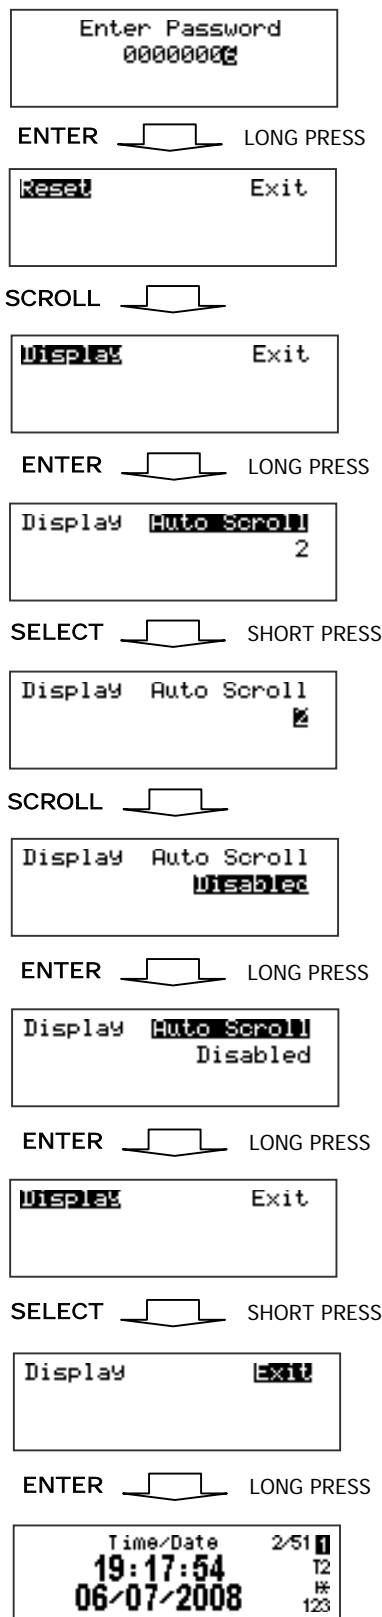 Enter Password
00000006
ENTER LONG PRESS
Reset Exit
SCROLL
Display Exit
ENTER LONG PRESS
Display Auto Scroll
2
SELECT SHORT PRESS
Display Auto Scroll
2
SCROLL
Display Auto Scroll
Disabled
ENTER LONG PRESS
Display Auto Scroll
Disabled
ENTER LONG PRESS
Display Exit
SELECT SHORT PRESS
Display Exit
ENTER LONG PRESS
Time/Date 2/51 1
19:17:54 T2
06/07/2008
123